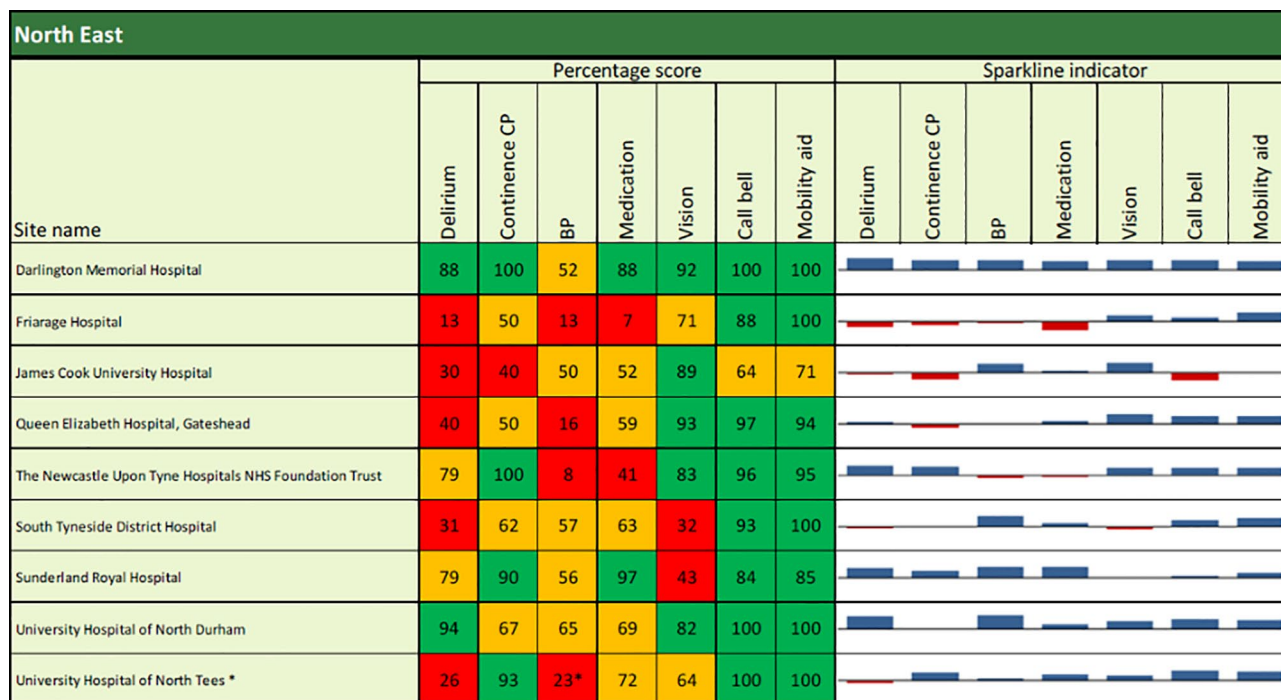 North East
Percentage score Sparkline indicator
Site name Delirium Continence CP BP Medication Vision Call bell Mobility aid Delirium Continence CP BP Medication Vision Call bell Mobility aid
Darlington Memorial Hospital 88 100 52 88 92 100 100
Friarage Hospital 13 50 13 7 71 88 100
James Cook University Hospital 30 40 50 52 89 64 71
Queen Elizabeth Hospital, Gateshead 40 50 16 59 93 97 94
The Newcastle Upon Tyne Hospitals NHS Foundation Trust 79 100 8 41 83 96 95
South Tyneside District Hospital 31 62 57 63 32 93 100
Sunderland Royal Hospital 79 90 56 97 43 84 85
University Hospital of North Durham 94 67 65 69 82 100 100
University Hospital of North Tees * 26 93 23* 72 64 100 100